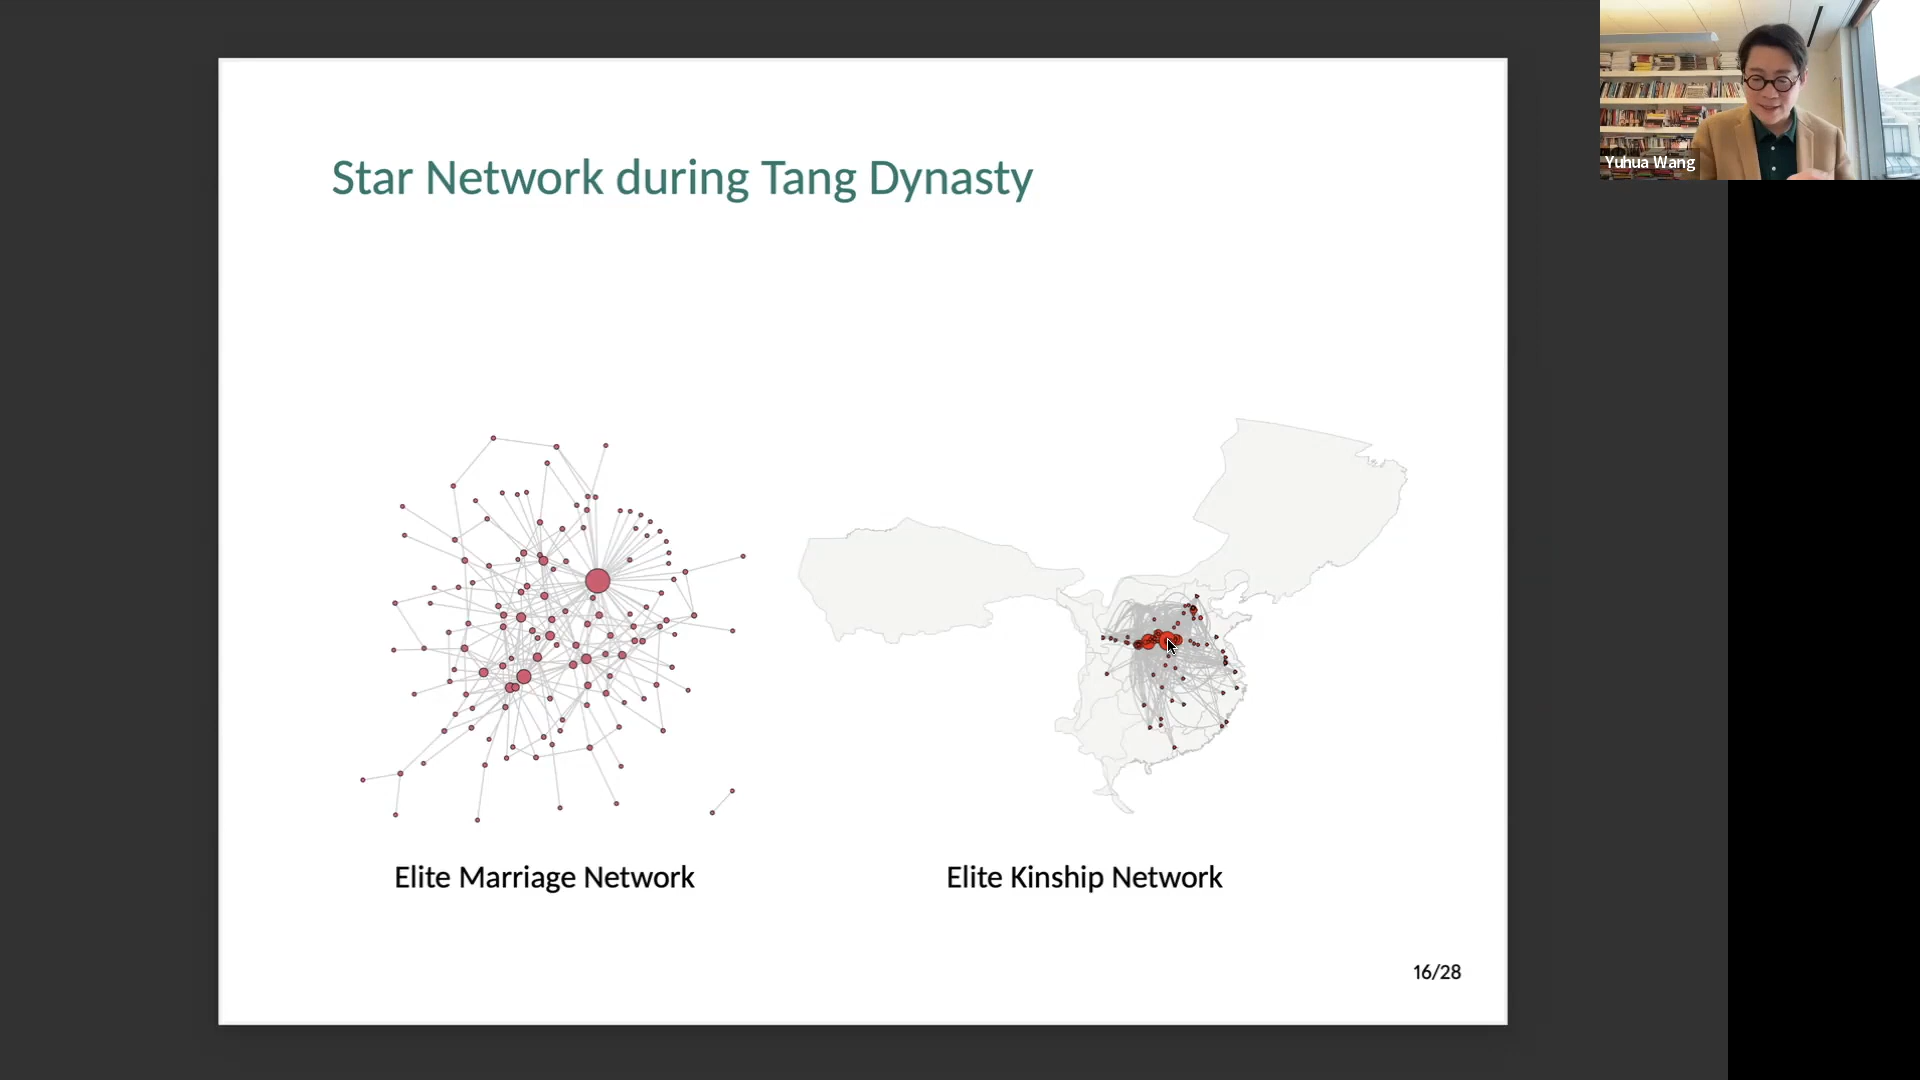 Star Network during Tang Dynasty
Elite Marriage Network
Elite Kinship Network
16/28
Yuhua Wang